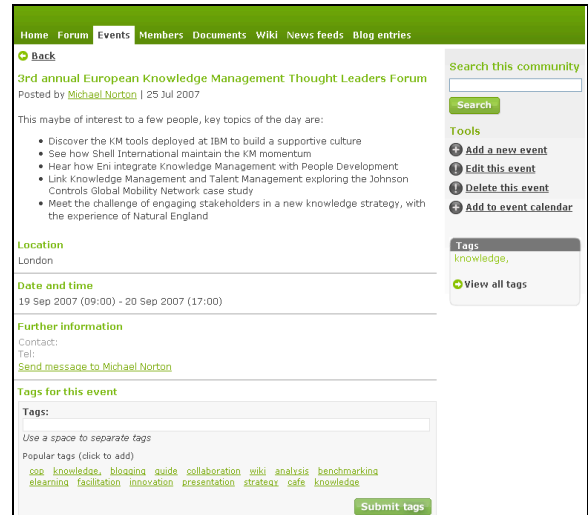 Home Forum Events Members Documents Wiki News feeds Blog entries
Back
3rd annual European Knowledge Management Thought Leaders Forum
Posted by Michael Norton | 25 Jul 2007
This maybe of interest to a few people, key topics of the day are:
Discover the KM tools deployed at IBM to build a supportive culture
See how Shell International maintain the KM momentum
Hear how Eni integrate Knowledge Management with People Development
Link Knowledge Management and Talent Management exploring the Johnson
Controls Global Mobility Network case study
Meet the challenge of engaging stakeholders in a new knowledge strategy, with
the experience of Natural England
Location
London
Date and time
19 Sep 2007 (09:00) - 20 Sep 2007 (17:00)
Further information
Contact:
Tel:
Send message to Michael Norton
Tags for this event
Tags:
Use a space to separate tags
Popular tags (click to add)
cop knowledge, blogging guide collaboration wiki analysis benchmarking
elearning facilitation innovation presentation strategy cafe knowledge
Submit tags
Search this community
Search
Tools
Add a new event
Edit this event
Delete this event
Add to event calendar
Tags
knowledge,
View all tags